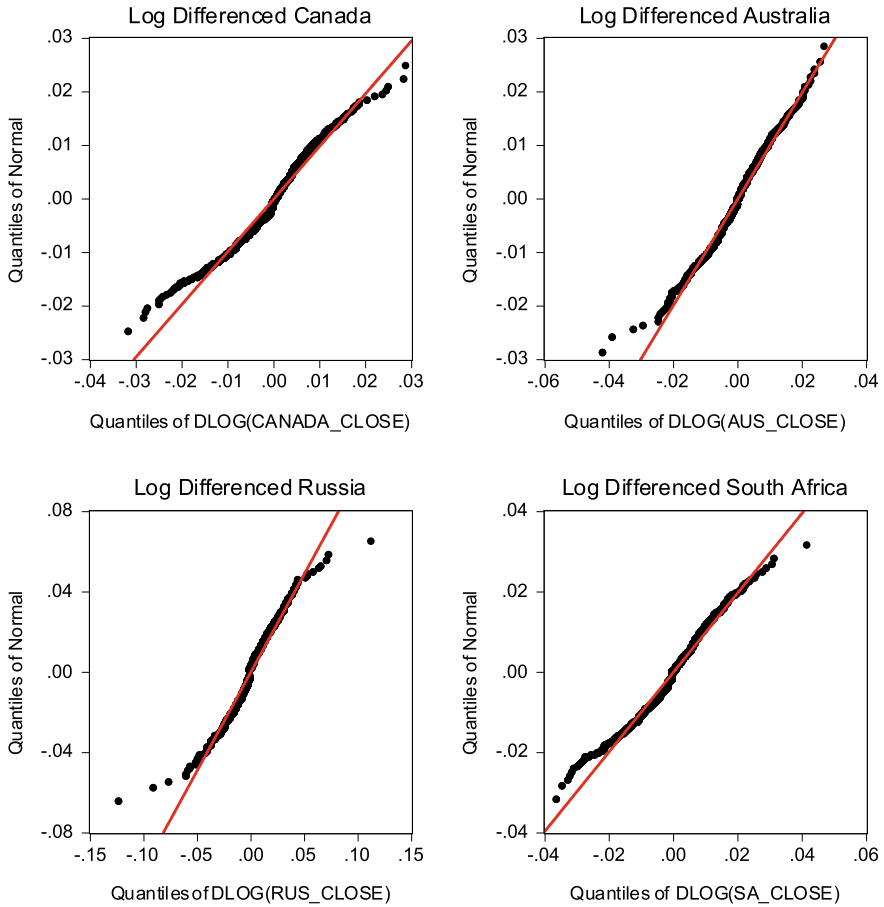 Log Differenced Canada
Quantiles of Normal
.03
.02
.01
.00
-.01
-.02
-.03
-.04 -.03 -.02 -.01 .00 .01 .02 .03
Quantiles of DLOG(CANADA_CLOSE)
Log Differenced Australia
Quantiles of Normal
.03
.02
.01
.00
-.01
-.02
-.03
-.06 -.04 -.02 .00 .02 .04
Quantiles of DLOG(AUS_CLOSE)
Log Differenced Russia
Quantiles of Normal
.08
.04
.00
-.04
-.08
-.15 -.10 -.05 .00 .05 .10 .15
Quantiles of DLOG(RUS_CLOSE)
Log Differenced South Africa
Quantiles of Normal
.04
.02
.00
-.02
-.04
-.04 -.02 .00 .02 .04 .06
Quantiles of DLOG(SA_CLOSE)